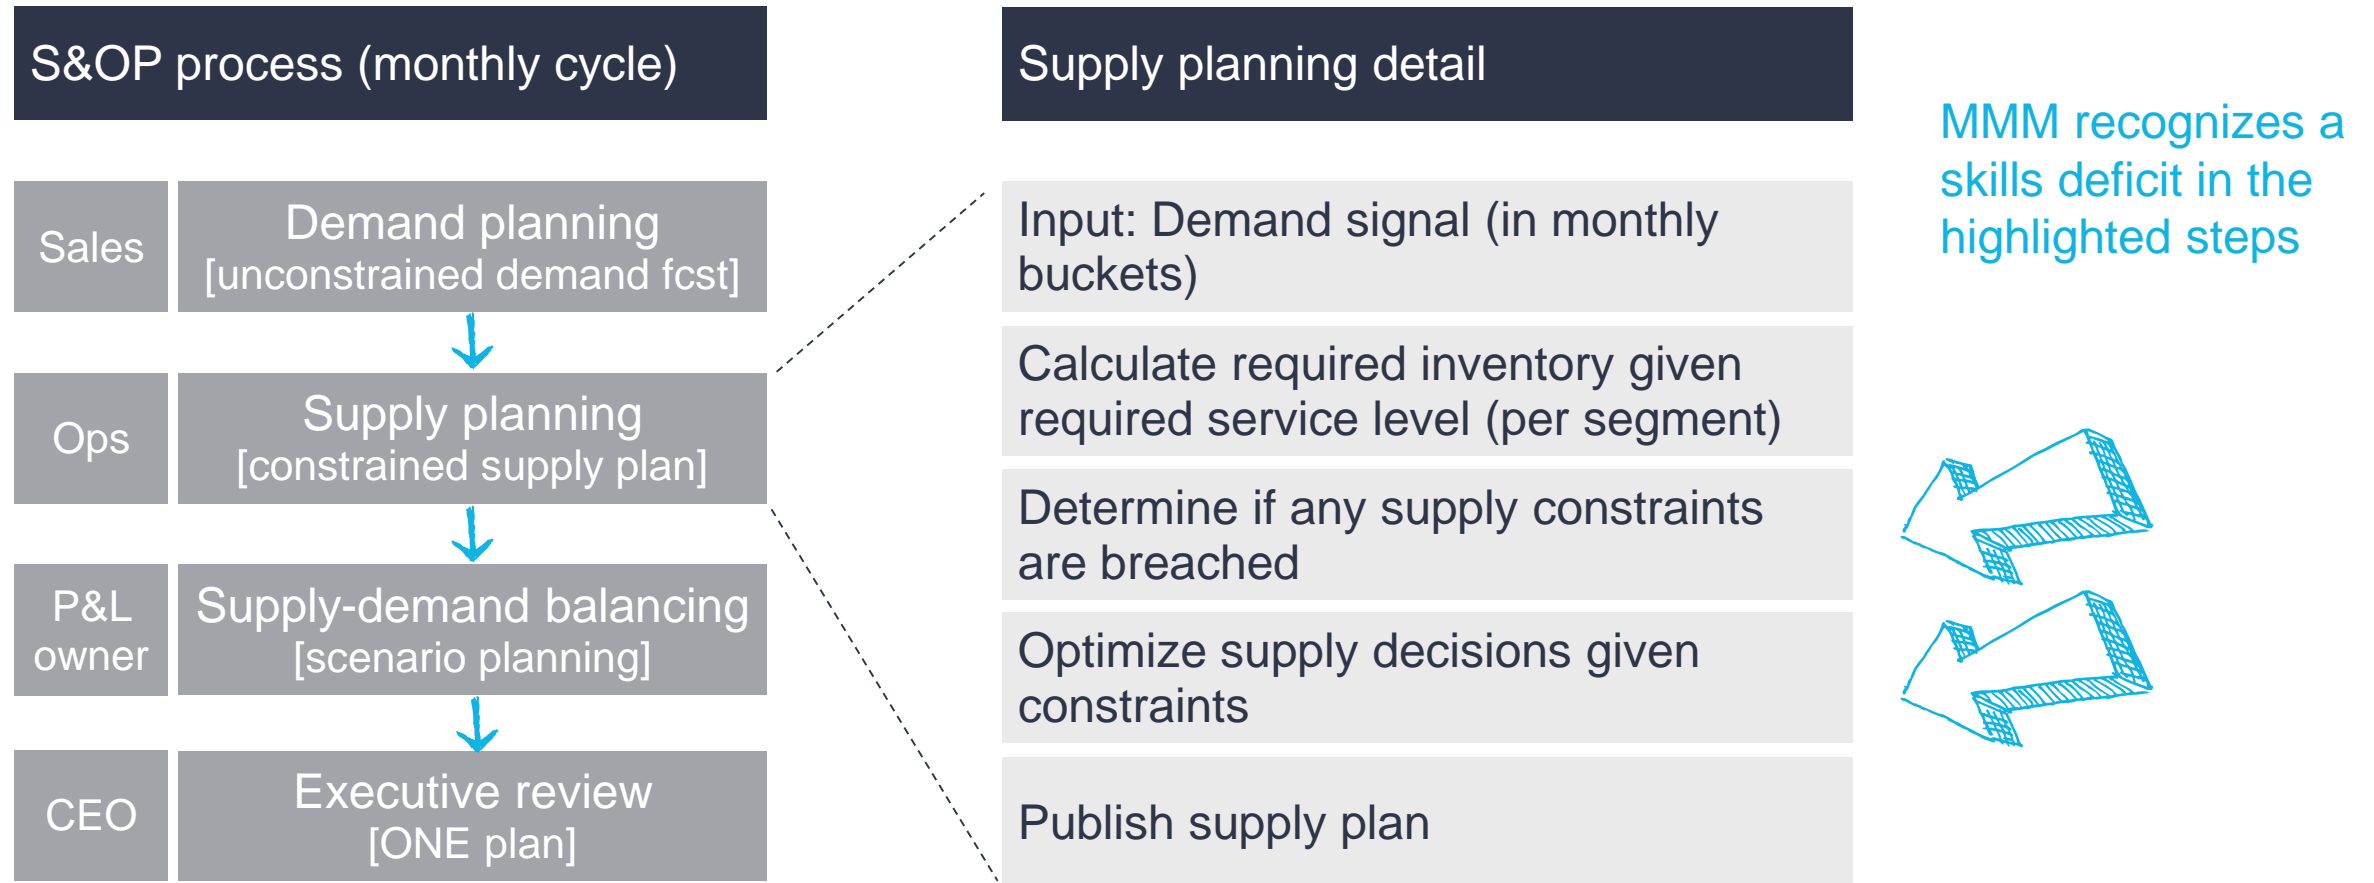 S&OP process (monthly cycle)
Sales
Demand planning
[unconstrained demand fcst]
Ops
Supply planning
[constrained supply plan]
P&L
owner
Supply-demand balancing
[scenario planning]
CEO
Executive review
[ONE plan]
Supply planning detail
Input: Demand signal (in monthly
buckets)
Calculate required inventory given
required service level (per segment)
Determine if any supply constraints
are breached
Optimize supply decisions given
constraints
Publish supply plan
MMM recognizes a
skills deficit in the
highlighted steps